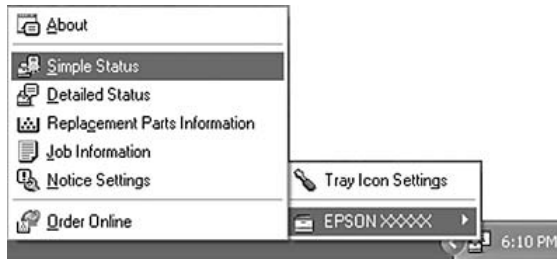 About
Simple Status
Detailed Status
Replacement Parts Information
Job Information
Notice Settings
Order Online
Tray Icon Settings
EPSON XXXXX
6:10 PM